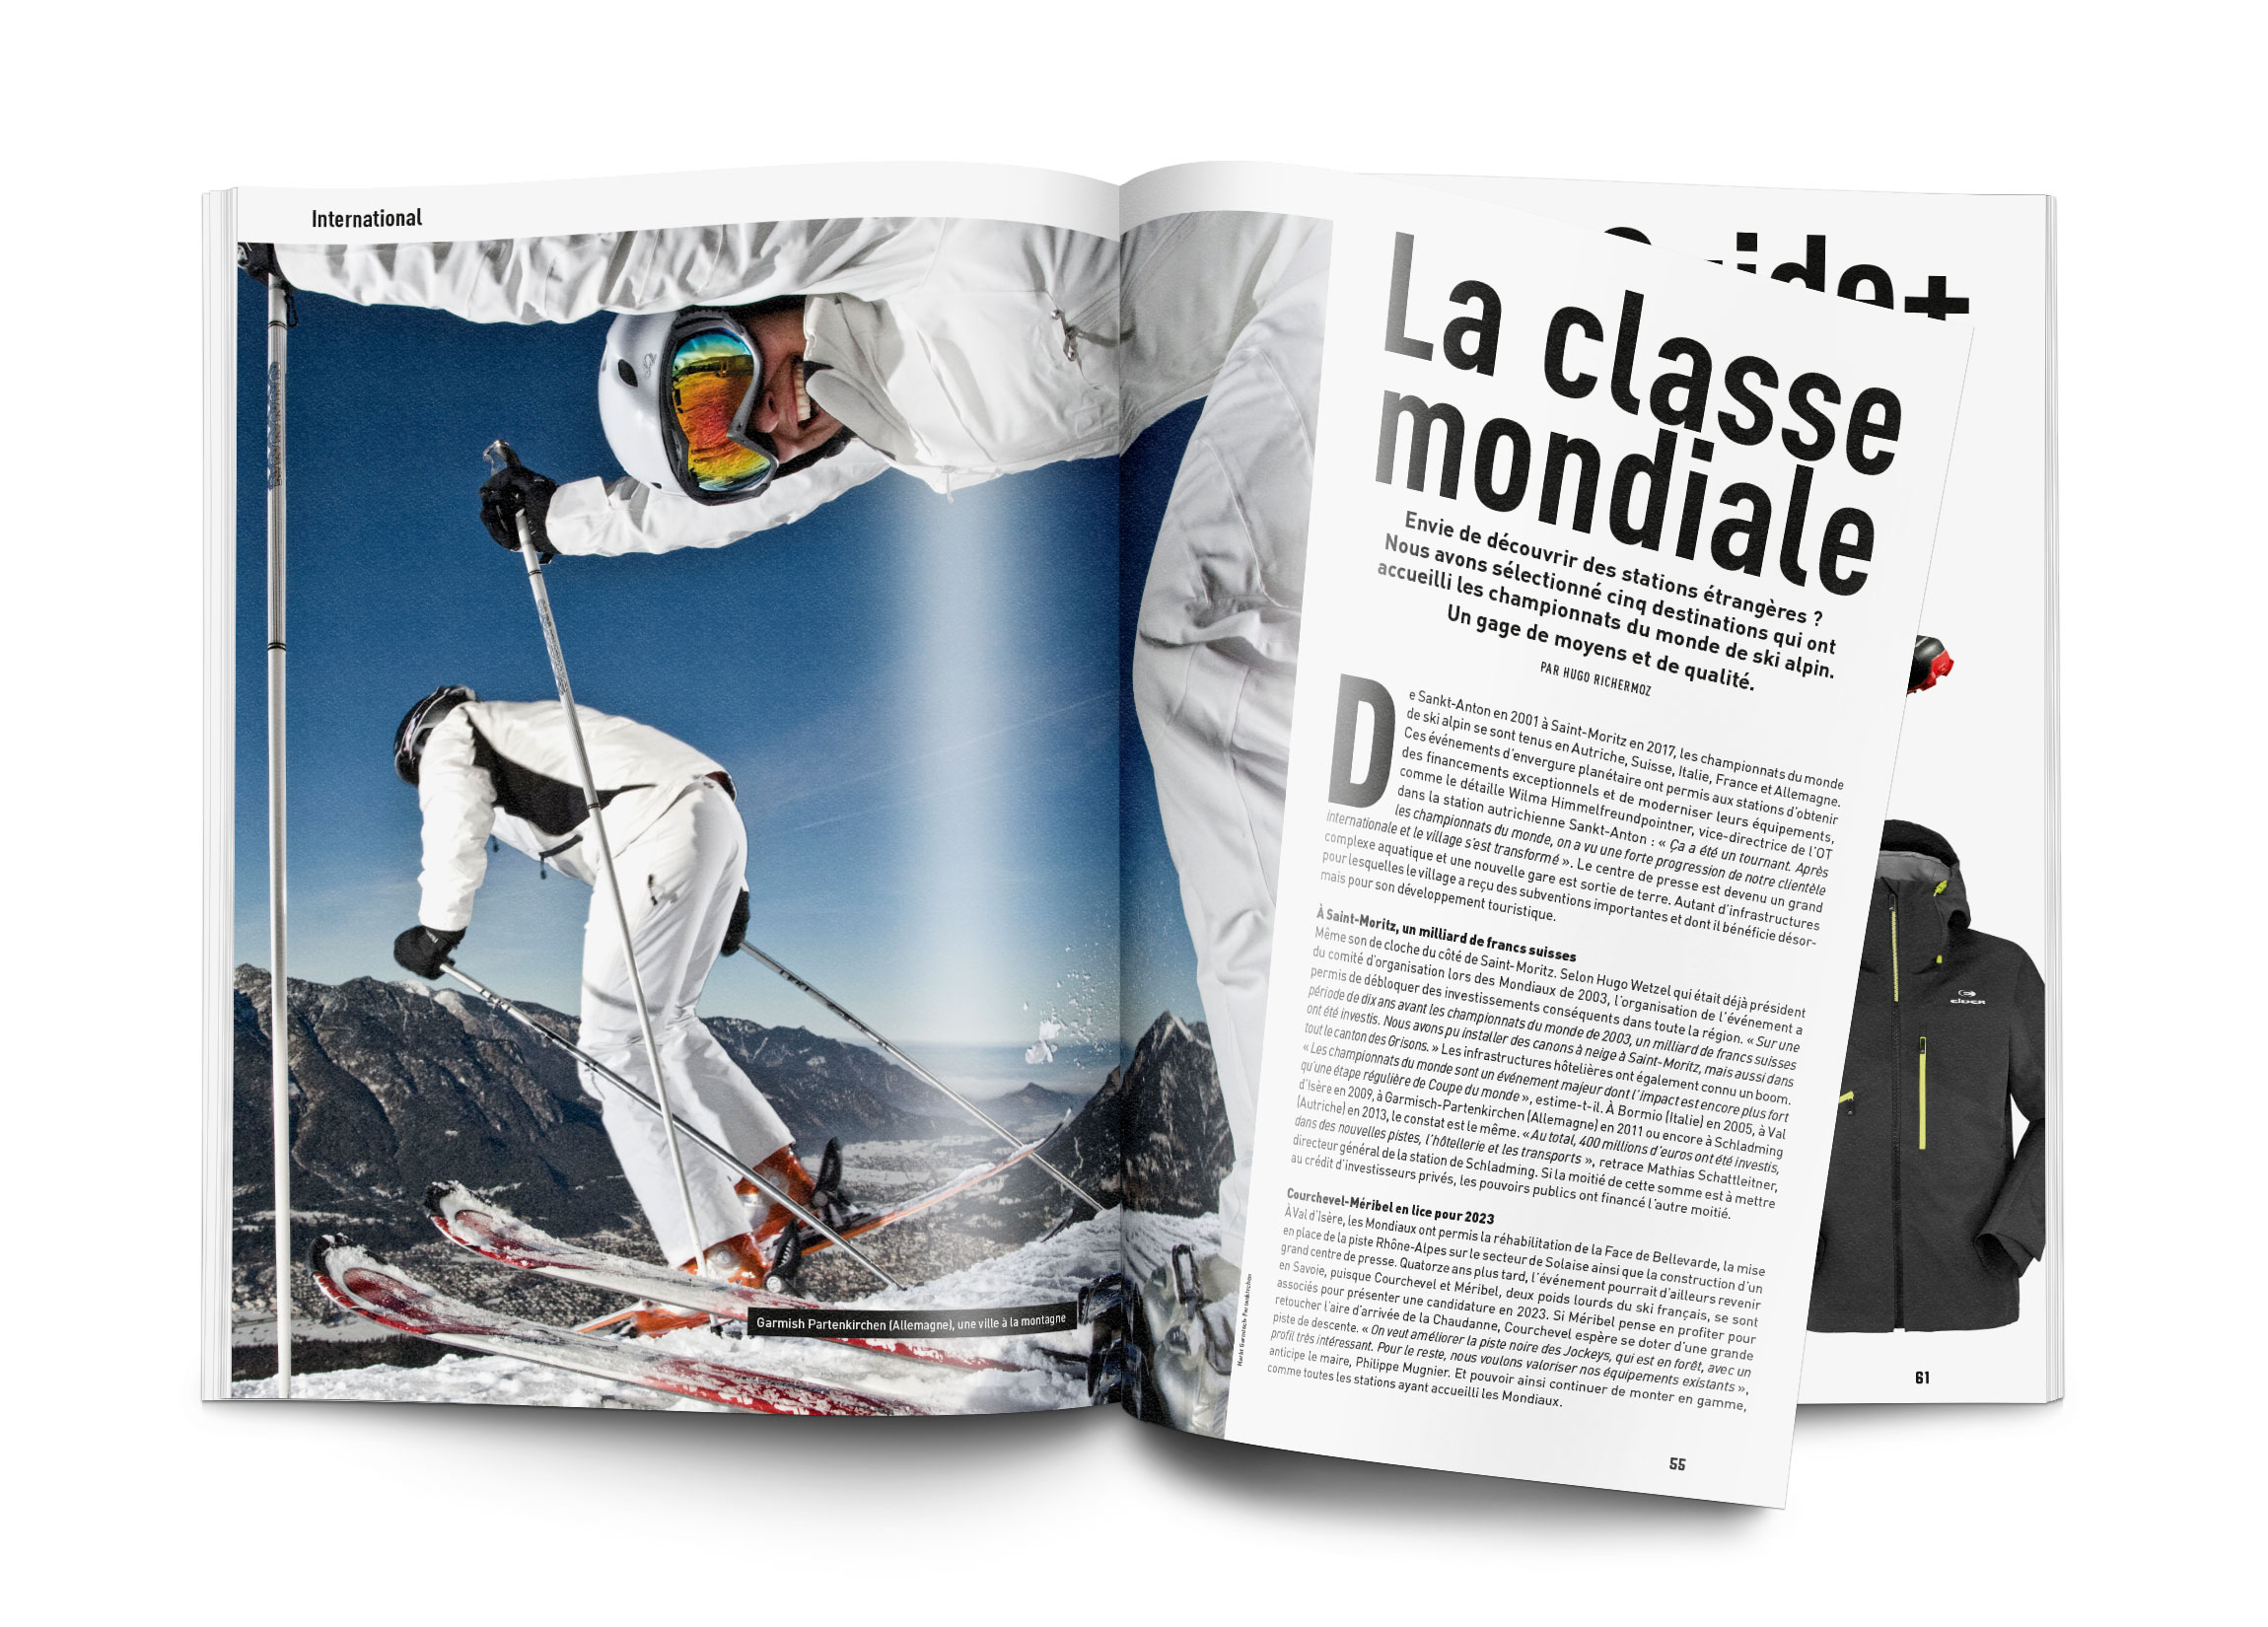 International
Garmish Partenkirchen (Allemagne), une ville à la montagne
La classe
mondiale
Envie de découvrir des stations étrangères ?
Nous avons sélectionné cinq destinations qui ont
accueilli les championnats du monde de ski alpin.
Un gage de moyens et de qualité.
PAR HUGO RICHERMOZ
De Sankt-Anton en 2001 à Saint-Moritz en 2017, les championnats du monde
de ski alpin se sont tenus en Autriche, Suisse, Italie, France et Allemagne.
Ces événements d'envergure planétaire ont permis aux stations d'obtenir
des financements exceptionnels et de moderniser leurs équipements,
comme le détaille Wilma Himmelfreundpointner, vice-directrice de l'OT
dans la station autrichienne Sankt-Anton : « Ça a été un tournant. Après
les championnats du monde, on a vu une forte progression de notre clientèle
internationale et le village s'est transformé ». Le centre de presse est devenu un grand
complexe aquatique et une nouvelle gare est sortie de terre. Autant d'infrastructures
pour lesquelles le village a reçu des subventions importantes et dont il bénéficie désor-
mais pour son développement touristique.
À Saint-Moritz, un milliard de francs suisses
Même son de cloche du côté de Saint-Moritz. Selon Hugo Wetzel qui était déjà président
du comité d'organisation lors des Mondiaux de 2003, l'organisation de l'événement a
permis de débloquer des investissements conséquents dans toute la région. « Sur une
période de dix ans avant les championnats du monde de 2003, un milliard de francs suisses
ont été investis. Nous avons pu installer des canons à neige à Saint-Moritz, mais aussi dans
tout le canton des Grisons. » Les infrastructures hôtelières ont également connu un boom.
« Les championnats du monde sont un événement majeur dont l'impact est encore plus fort
qu'une étape régulière de Coupe du monde », estime-t-il. À Bormio (Italie) en 2005, à Val
d'Isère en 2009, à Garmisch-Partenkirchen (Allemagne) en 2011 ou encore à Schladming
(Autriche) en 2013, le constat est le même. « Au total, 400 millions d'euros ont été investis,
dans des nouvelles pistes, l'hôtellerie et les transports », retrace Mathias Schattleitner,
directeur général de la station de Schladming. Si la moitié de cette somme est à mettre
au crédit d'investisseurs privés, les pouvoirs publics ont financé l'autre moitié.
Courchevel-Méribel en lice pour 2023
À Val d'Isère, les Mondiaux ont permis la réhabilitation de la Face de Bellevarde, la mise
en place de la piste Rhône-Alpes sur le secteur de Solaise ainsi que la construction d'un
grand centre de presse. Quatorze ans plus tard, l'événement pourrait d'ailleurs revenir
en Savoie, puisque Courchevel et Méribel, deux poids lourds du ski français, se sont
associés pour présenter une candidature en 2023. Si Méribel pense en profiter pour
retoucher l'aire d'arrivée de la Chaudanne, Courchevel espère se doter d'une grande
piste de descente. « On veut améliorer la piste noire des Jockeys, qui est en forêt, avec un
profil très intéressant. Pour le reste, nous voulons valoriser nos équipements existants »,
anticipe le maire, Philippe Mugnier. Et pouvoir ainsi continuer de monter en gamme,
comme toutes les stations ayant accueilli les Mondiaux.
55
EIDER
61